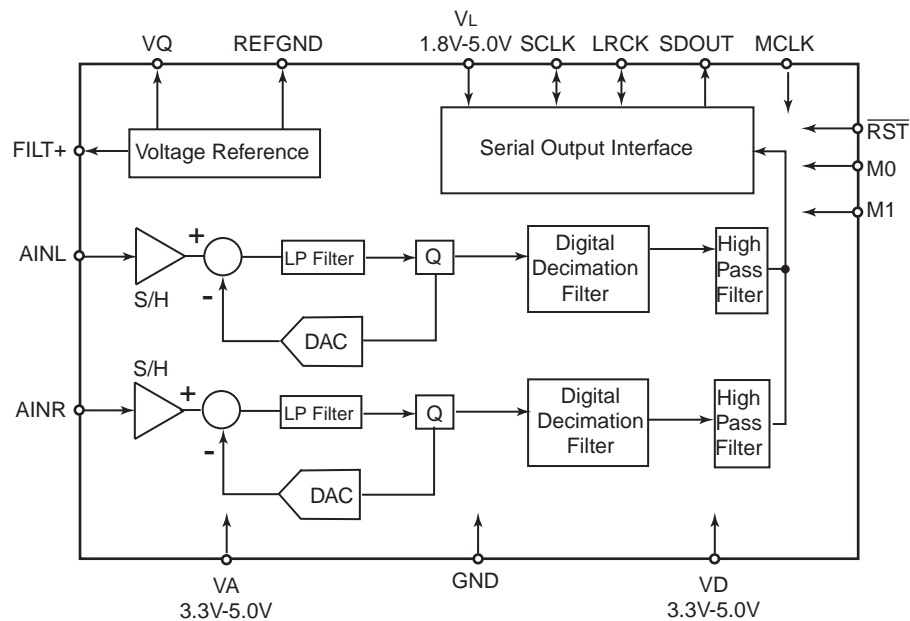 VL
VQ REFGND 1.8V-5.0V SCLK LRCK SDOUT MCLK
RST
FILT+ Voltage Reference Serial Output Interface
M0
M1
+
AINL LP Filter Q Digital
Decimation
Filter High
Pass
Filter
S/H -
DAC
S/H
+
AINR LP Filter Q Digital
Decimation
Filter High
Pass
Filter
-
DAC
VA GND VD
3.3V-5.0V 3.3V-5.0V